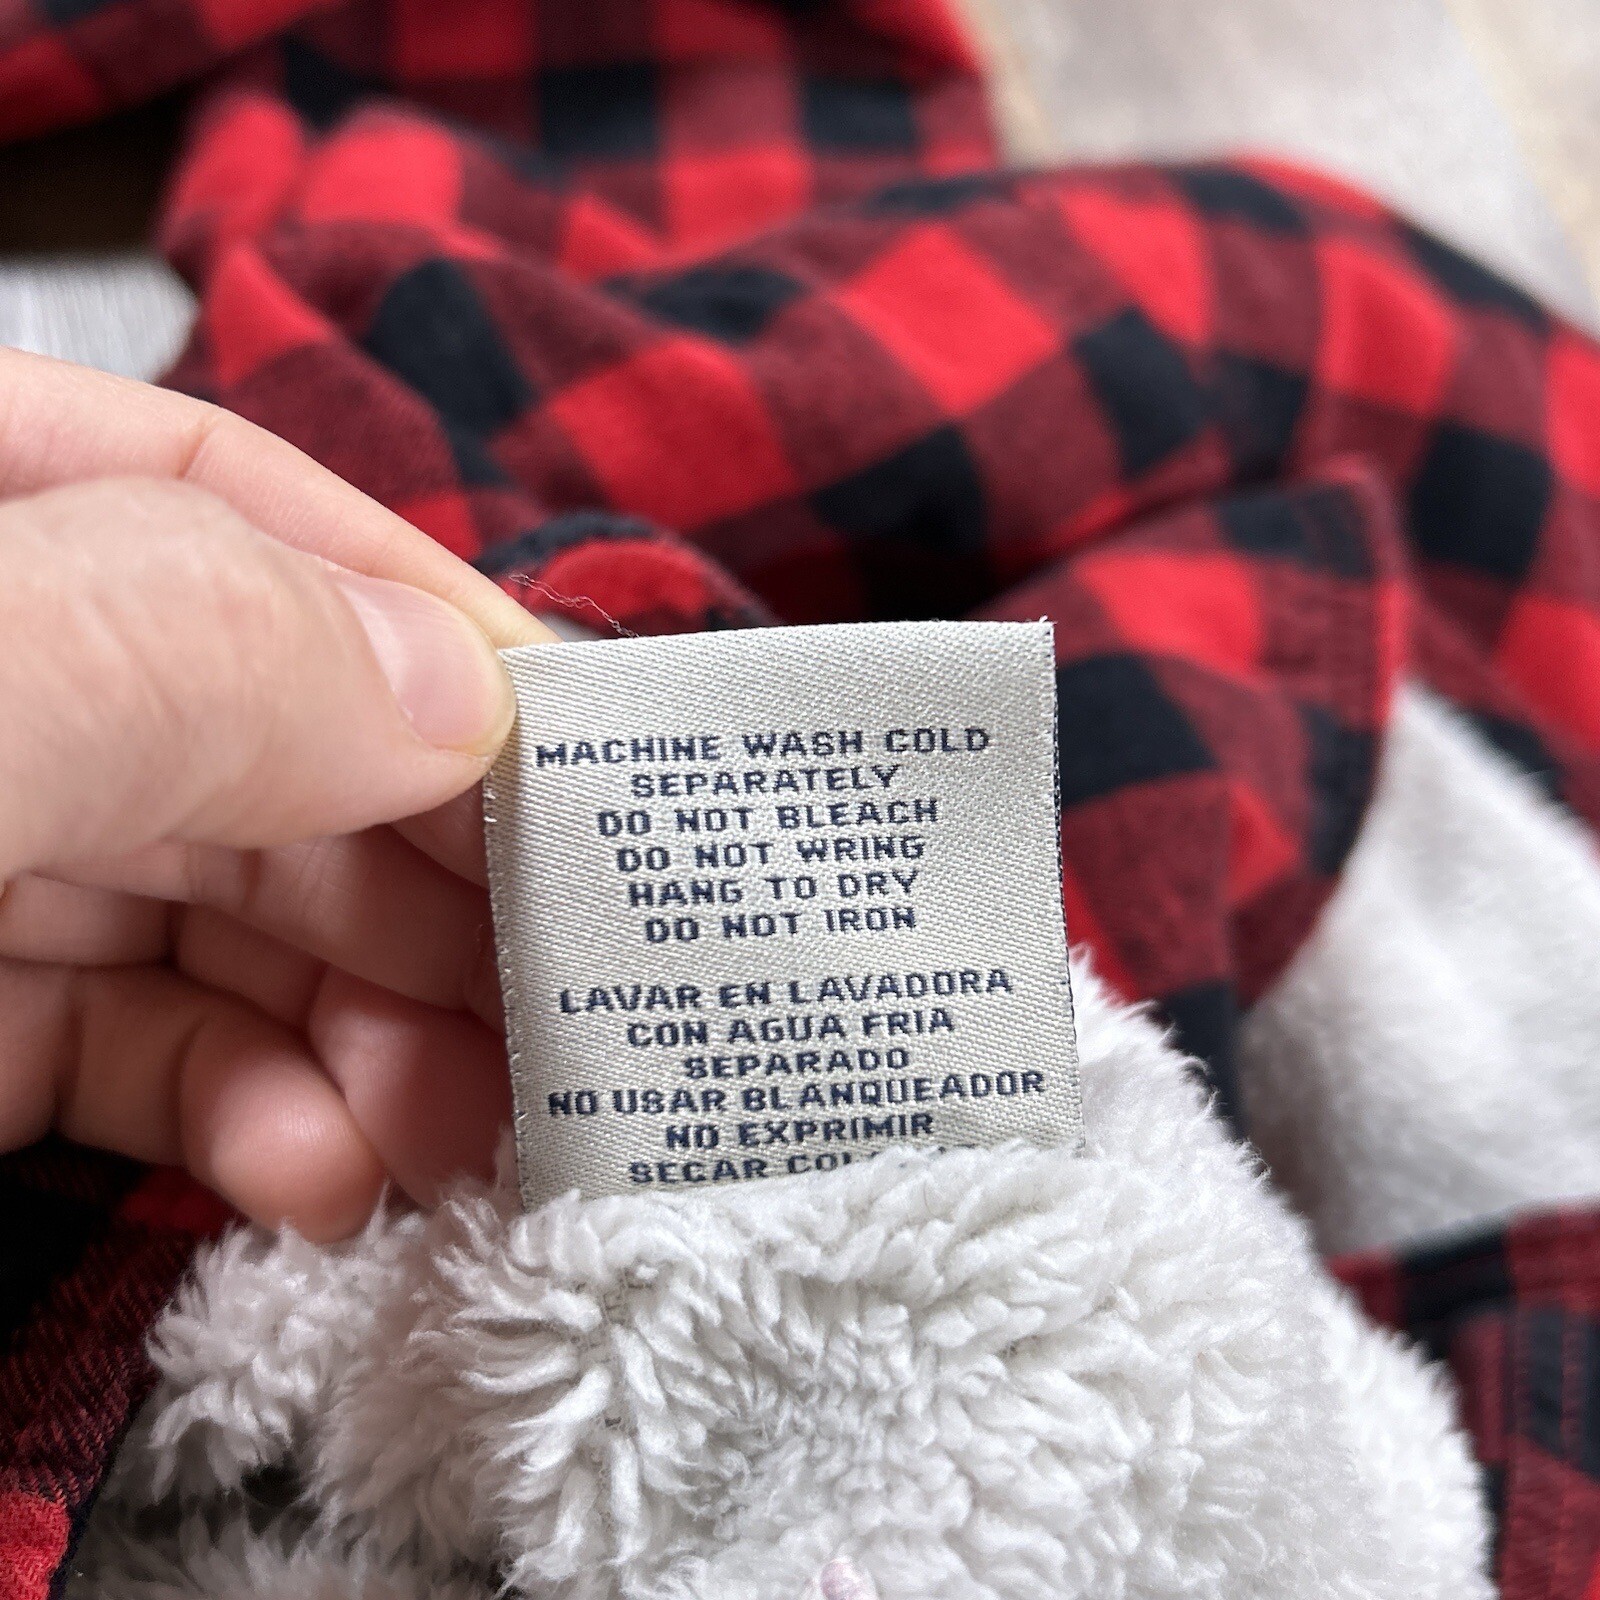 MACHINE WASH COLD
SEPARATELY
DO NOT BLEACH
DO NOT WRING
HANG TO DRY
DO NOT IRON
LAVAR EN LAVADORA
CON AGUA FRIA
SEPARADO
NO USAR BLANQUEADOR
NO EXPRIMIR
SECAR